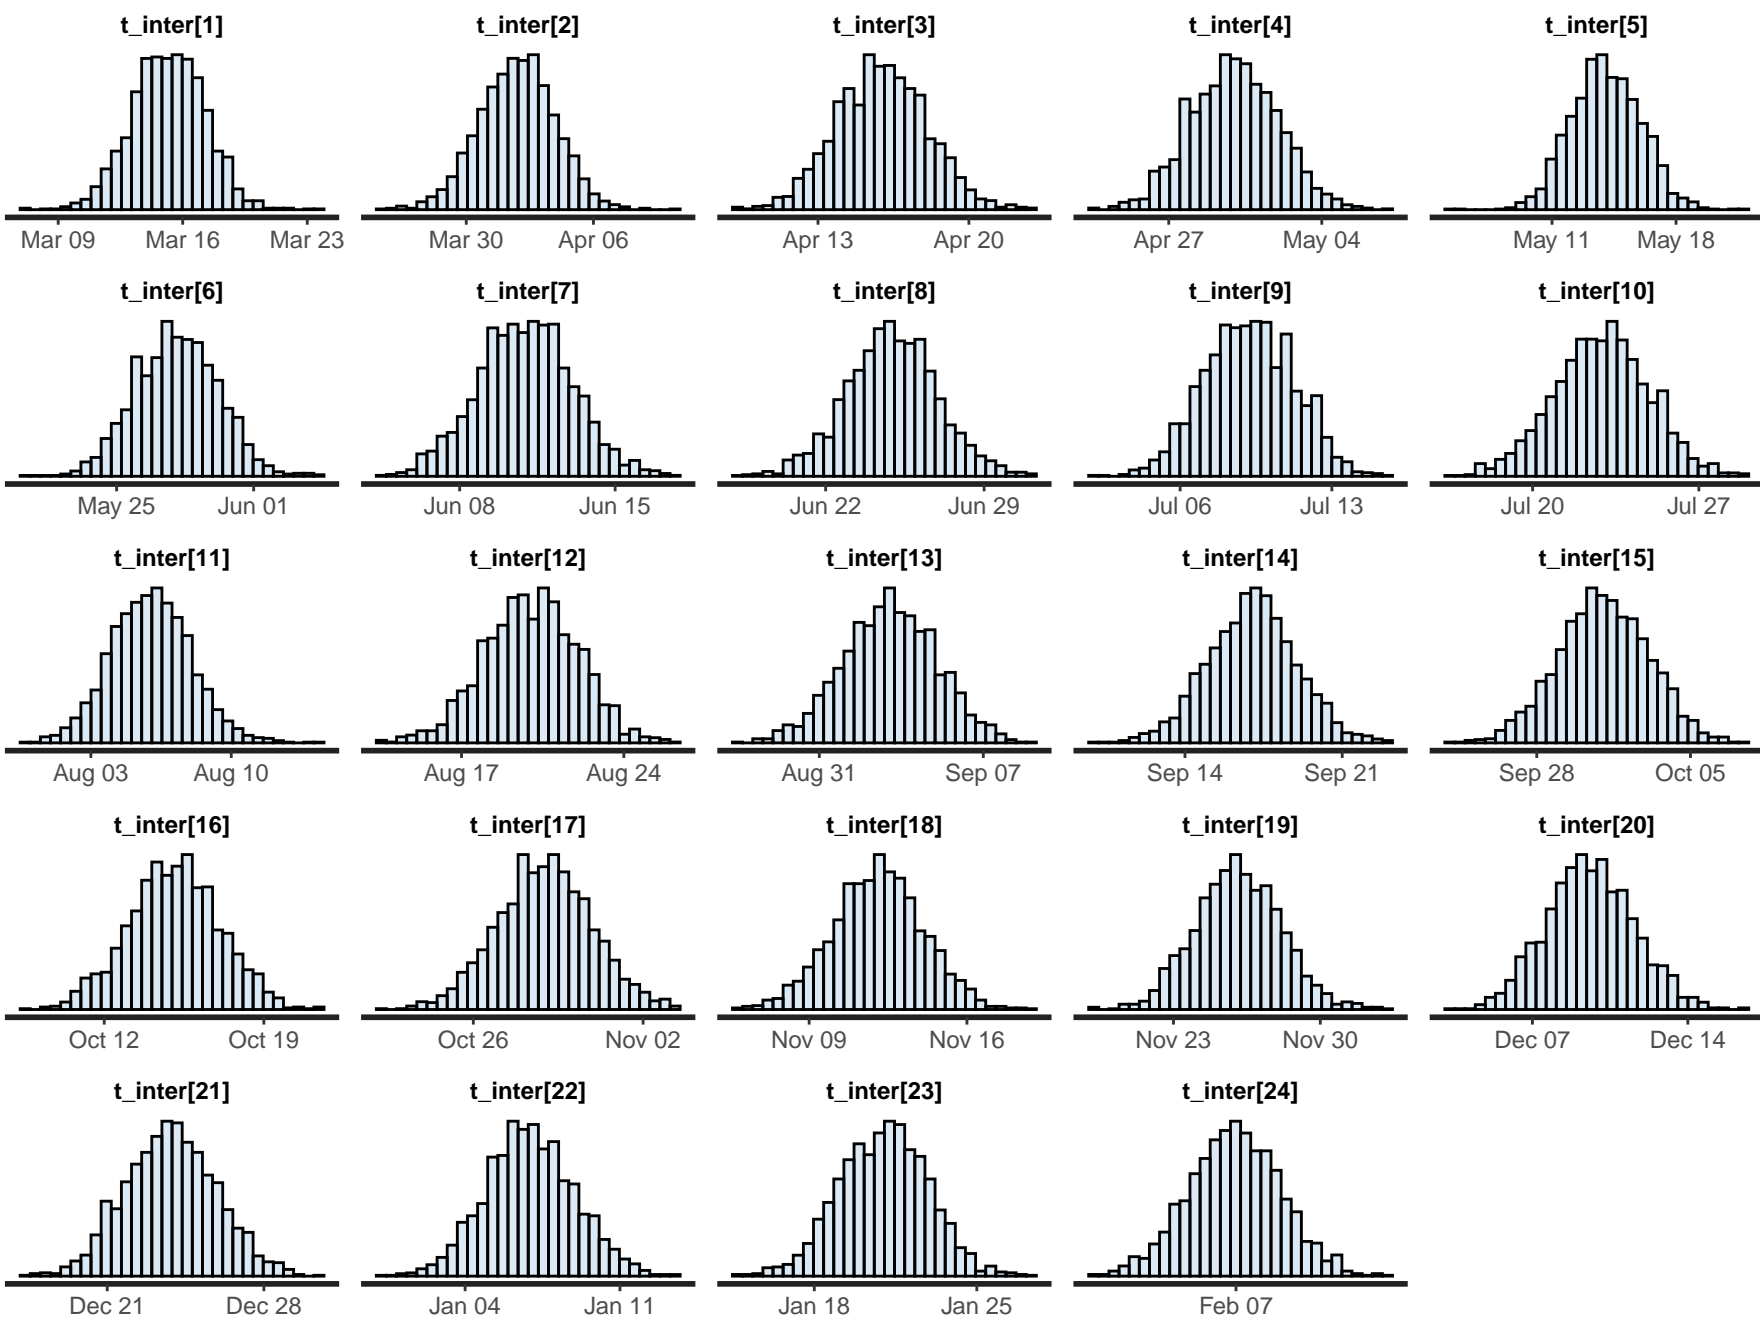 t_inter[1] t_inter[2] t_inter[3] t_inter[4] t_inter[5]
Mar 09 Mar 16 Mar 23 Mar 30 Apr 06 Apr 13 Apr 20 Apr 27 May 04 May 11 May 18
t_inter[6] t_inter[7] t_inter[8] t_inter[9] t_inter[10]
May 25 Jun 01 Jun 08 Jun 15 Jun 22 Jun 29 Jul 06 Jul 13 Jul 20 Jul 27
t_inter[11] t_inter[12] t_inter[13] t_inter[14] t_inter[15]
Aug 03 Aug 10 Aug 17 Aug 24 Aug 31 Sep 07 Sep 14 Sep 21 Sep 28 Oct 05
t_inter[16] t_inter[17] t_inter[18] t_inter[19] t_inter[20]
Oct 12 Oct 19 Oct 26 Nov 02 Nov 09 Nov 16 Nov 23 Nov 30 Dec 07 Dec 14
t_inter[21] t_inter[22] t_inter[23] t_inter[24]
Dec 21 Dec 28 Jan 04 Jan 11 Jan 18 Jan 25 Feb 07